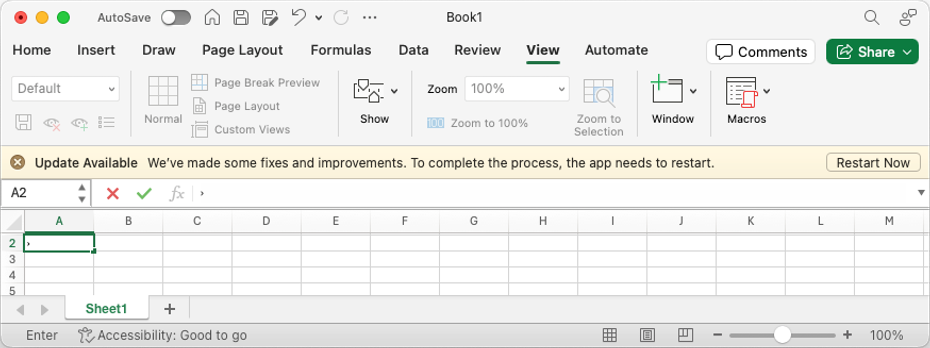 AutoSave Book1
Home Insert Draw Page Layout Formulas Data Review View Automate Comments Share
Default Normal Page Break Preview Page Layout Custom Views Show Zoom 100% Zoom to 100% Zoom to Selection Window Macros
Update Available We've made some fixes and improvements. To complete the process, the app needs to restart. Restart Now
A2 fx ›
A B C D E F G H I J K L M
2 ›
3
4
5
Sheet1
Enter Accessibility: Good to go 100%